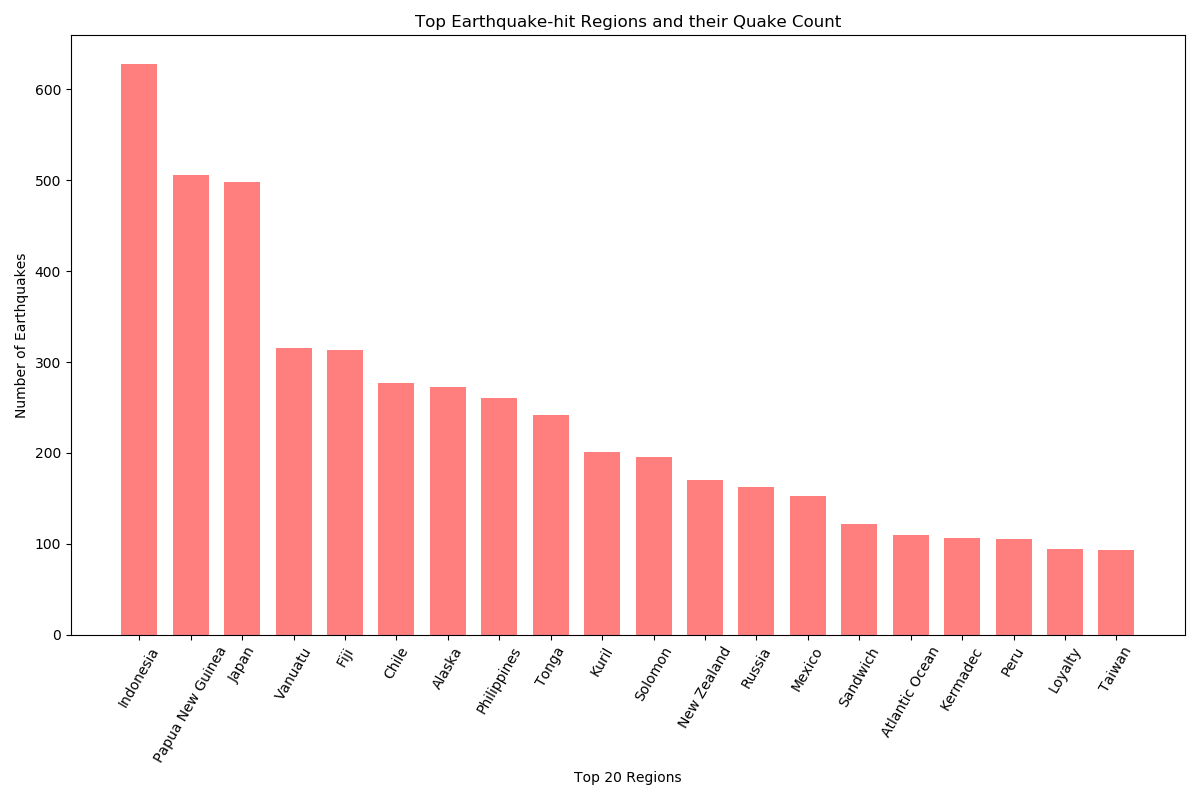 Top Earthquake-hit Regions and their Quake Count
Number of Earthquakes
600
500
400
300
200
100
0
Indonesia
Papua New Guinea
Japan
Vanuatu
Fiji
Chile
Alaska
Philippines
Tonga
Kuril
Solomon
New Zealand
Russia
Mexico
Sandwich
Atlantic Ocean
Kermadec
Peru
Loyalty
Taiwan
Top 20 Regions